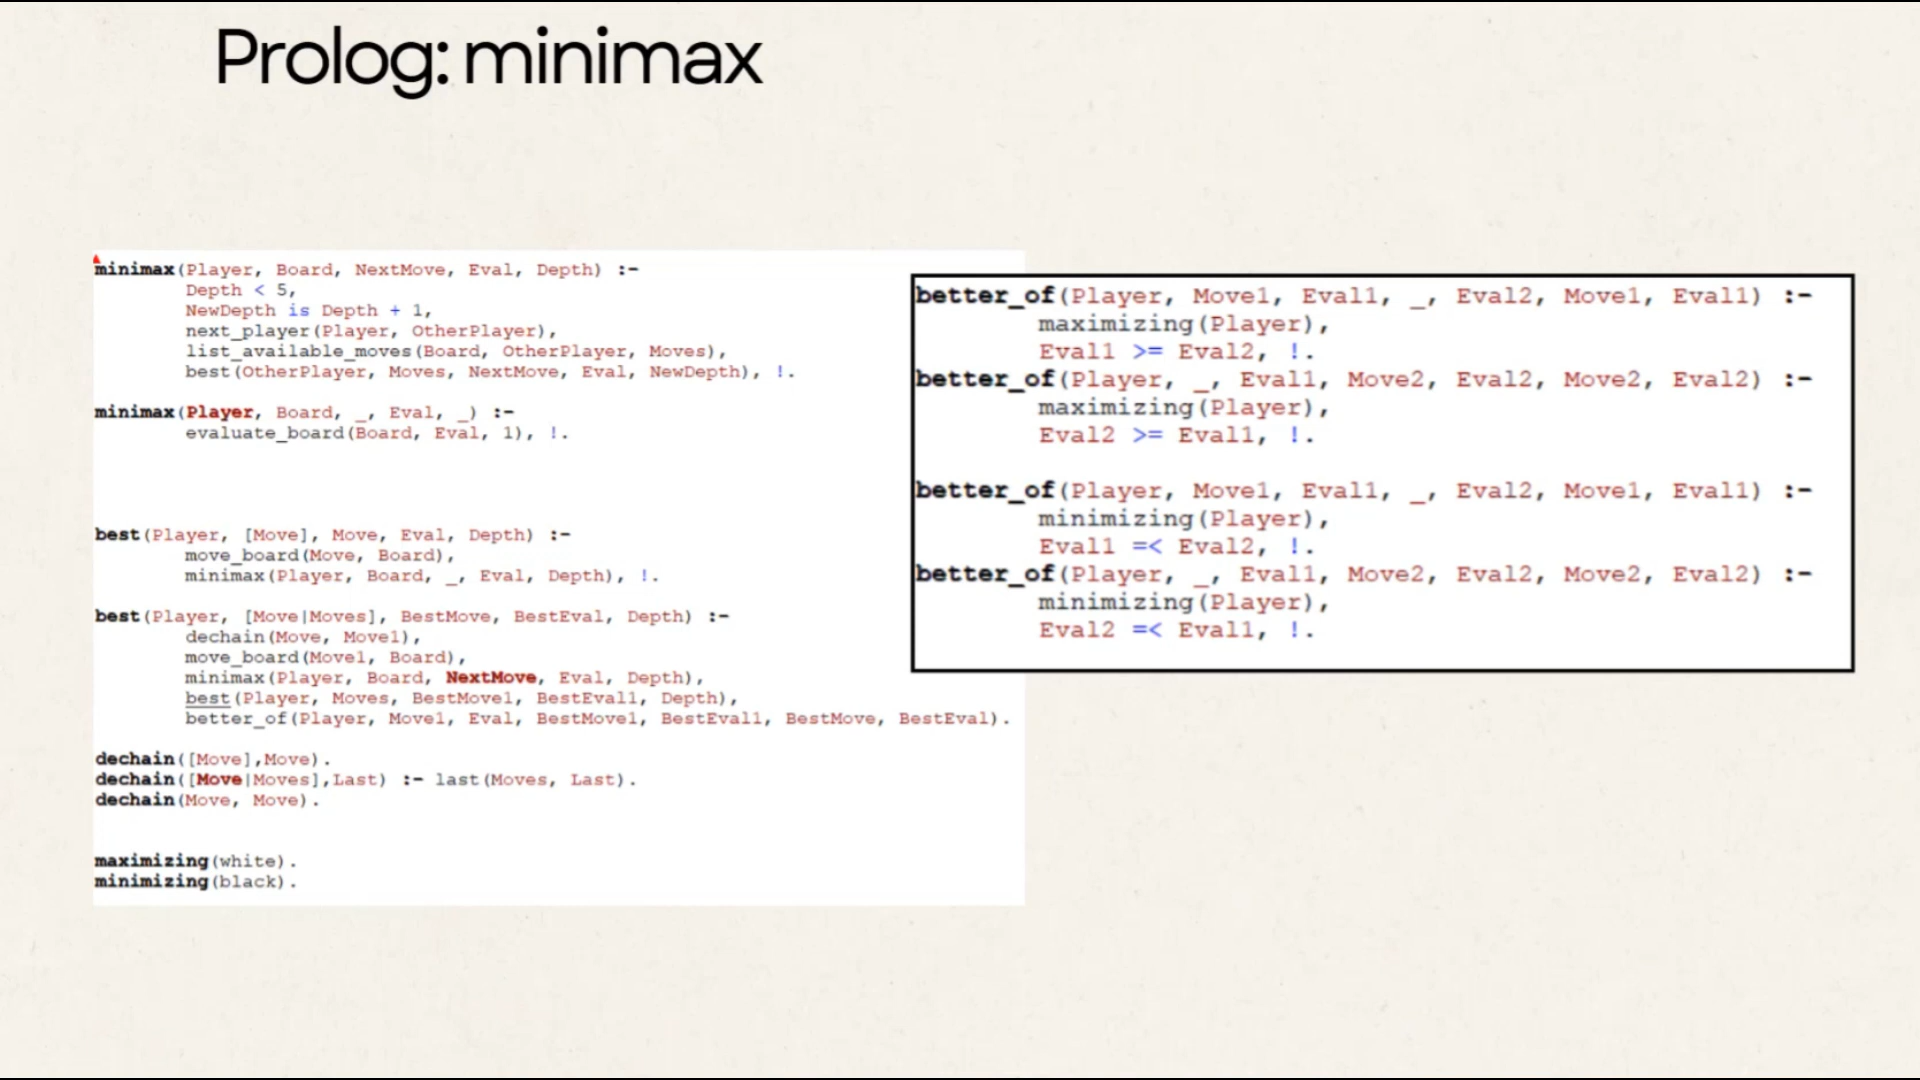 Prolog: minimax
minimax(Player, Board, NextMove, Eval, Depth) :-
Depth < 5,
NewDepth is Depth + 1,
next_player(Player, OtherPlayer),
list_available_moves(Board, OtherPlayer, Moves),
best(OtherPlayer, Moves, NextMove, Eval, NewDepth), !.
minimax(Player, Board, _, Eval, _) :-
evaluate_board(Board, Eval, 1), !.
best(Player, [Move], Move, Eval, Depth) :-
move_board(Move, Board),
minimax(Player, Board, _, Eval, Depth), !.
best(Player, [Move|Moves], BestMove, BestEval, Depth) :-
dechain(Move, Move1),
move_board(Move1, Board),
minimax(Player, Board, NextMove, Eval, Depth),
best(Player, Moves, BestMove1, BestEval1, Depth),
better_of(Player, Move1, Eval, BestMove1, BestEval1, BestMove, BestEval).
dechain([Move],Move).
dechain([Move|Moves],Last) :- last(Moves, Last).
dechain(Move, Move).
maximizing(white).
minimizing(black).
better_of(Player, Move1, Eval1, _, Eval2, Move1, Eval1) :-
maximizing(Player),
Eval1 >= Eval2, !.
better_of(Player, _, Eval1, Move2, Eval2, Move2, Eval2) :-
maximizing(Player),
Eval2 >= Eval1, !.
better_of(Player, Move1, Eval1, _, Eval2, Move1, Eval1) :-
minimizing(Player),
Eval1 =< Eval2, !.
better_of(Player, _, Eval1, Move2, Eval2, Move2, Eval2) :-
minimizing(Player),
Eval2 =< Eval1, !.